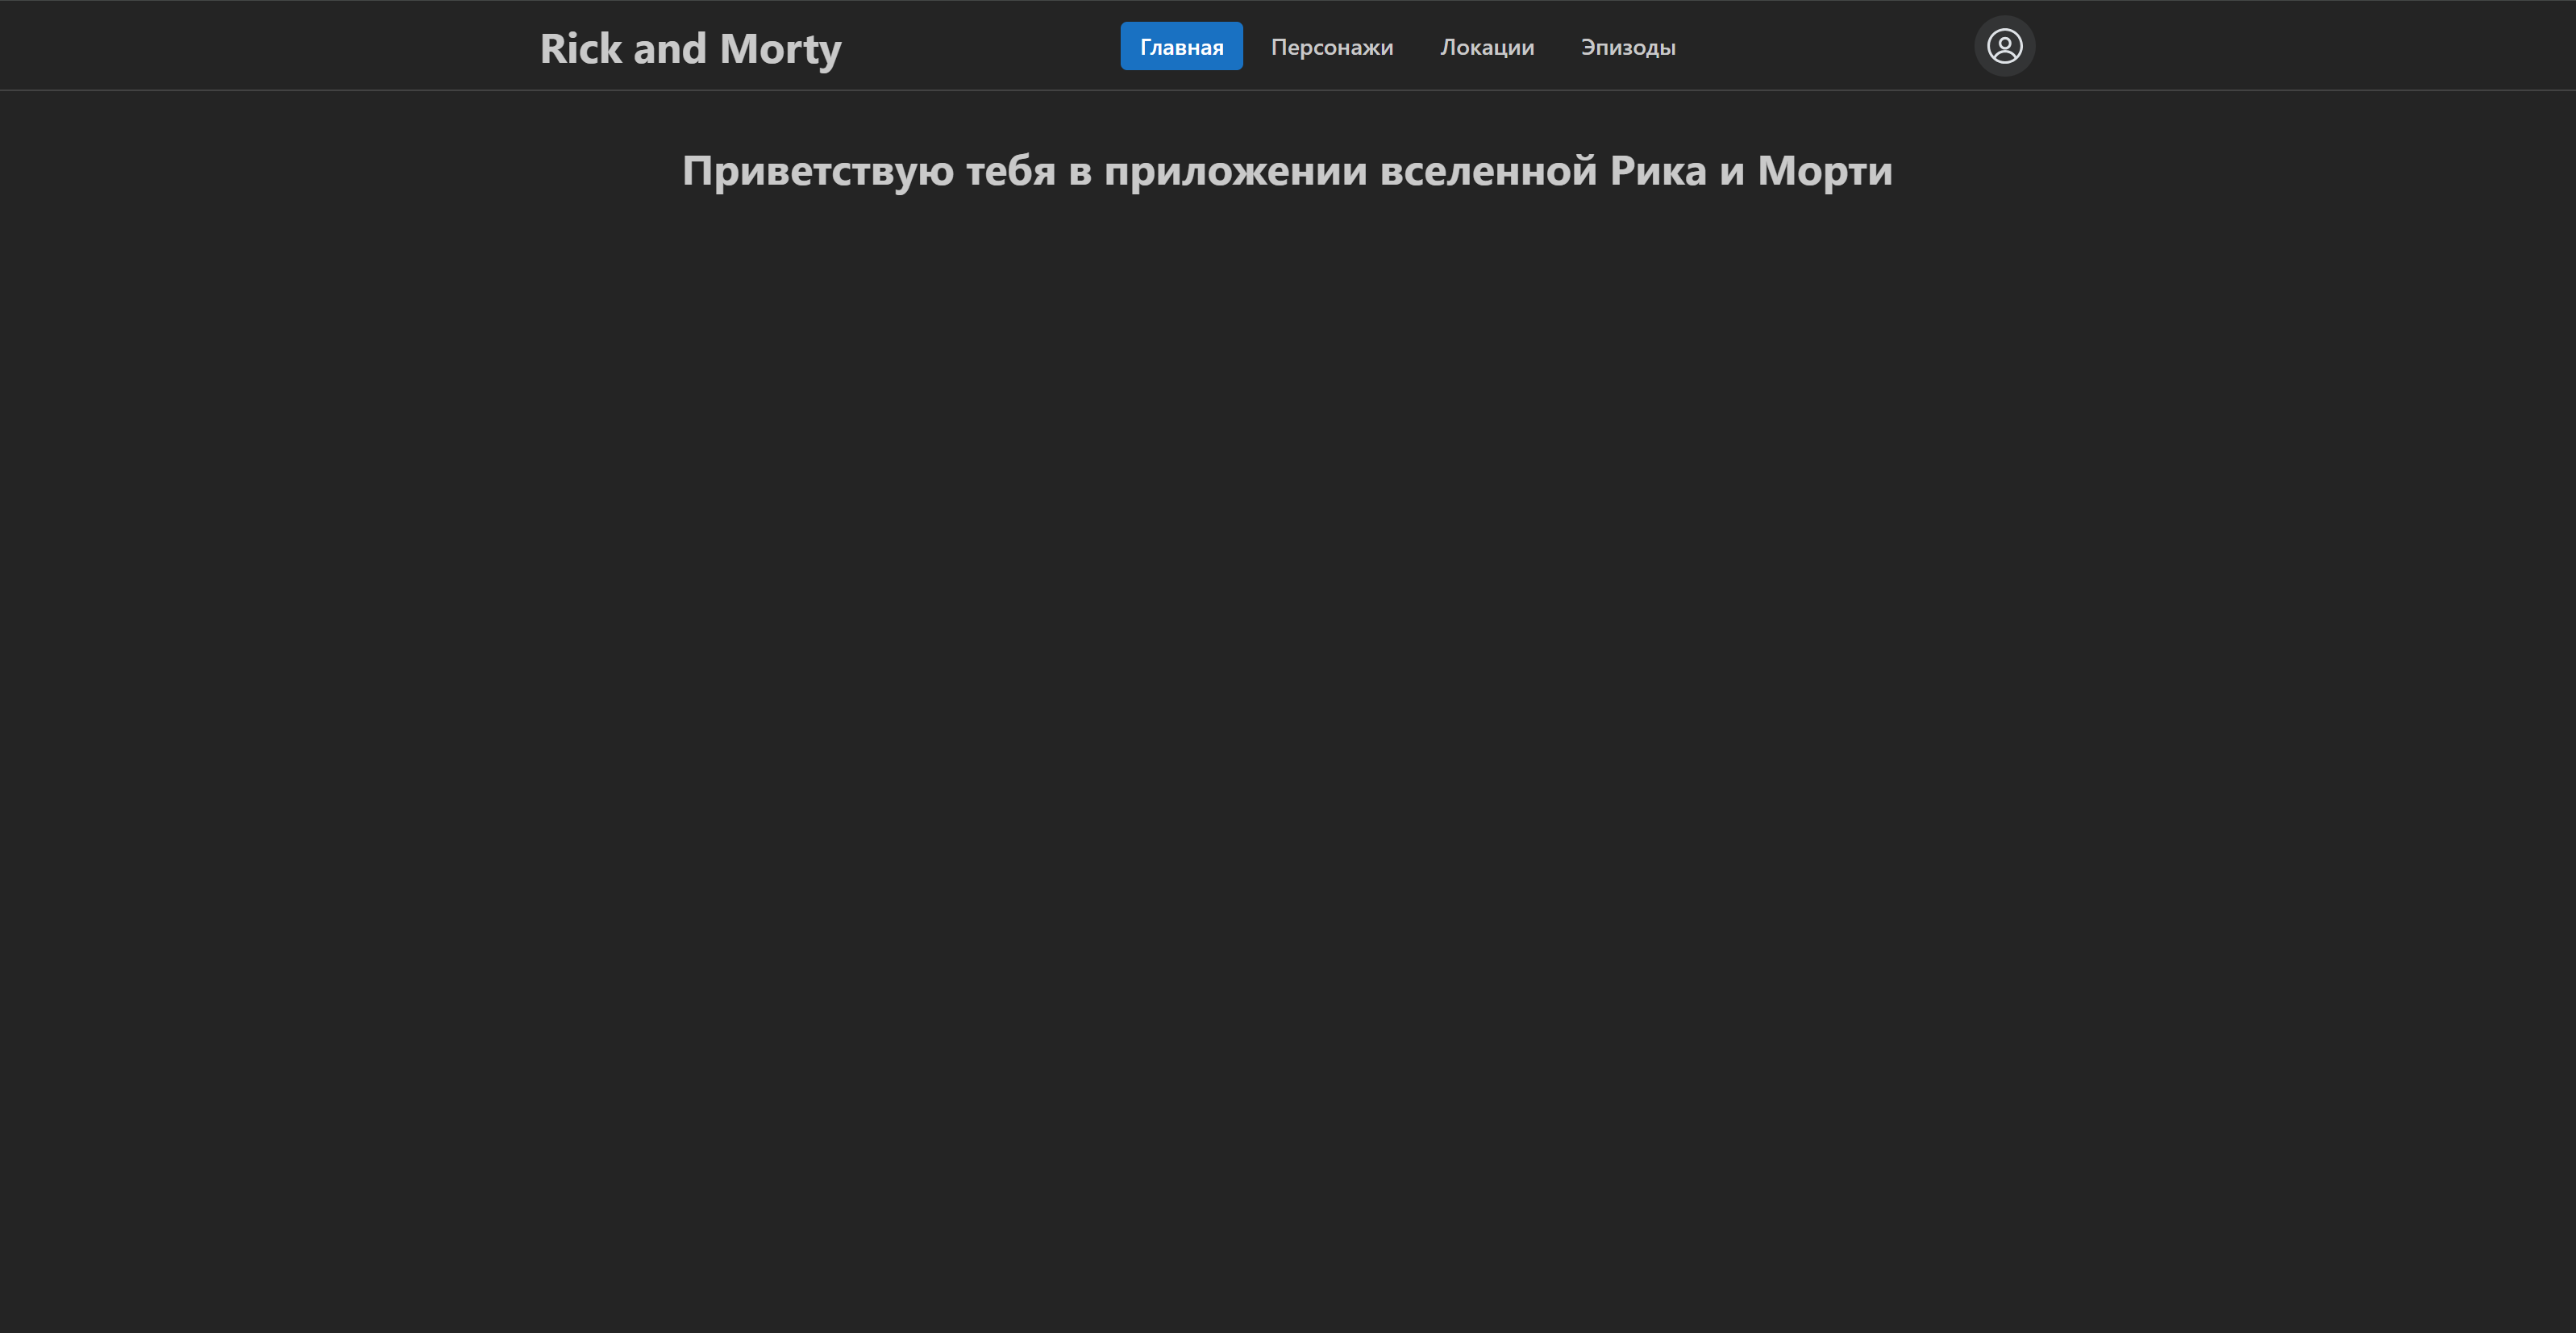 Rick and Morty
Главная Персонажи Локации Эпизоды
Приветствую тебя в приложении вселенной Рика и Морти